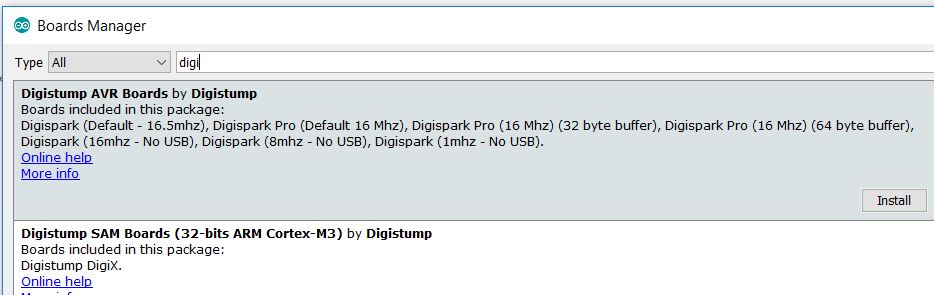 Boards Manager
Type All digi
Digistump AVR Boards by Digistump
Boards included in this package:
Digispark (Default - 16.5mhz), Digispark Pro (Default 16 Mhz), Digispark Pro (16 Mhz) (32 byte buffer), Digispark Pro (16 Mhz) (64 byte buffer),
Digispark (16mhz - No USB), Digispark (8mhz - No USB), Digispark (1mhz - No USB).
Online help
More info
Install
Digistump SAM Boards (32-bits ARM Cortex-M3) by Digistump
Boards included in this package:
Digistump DigiX.
Online help